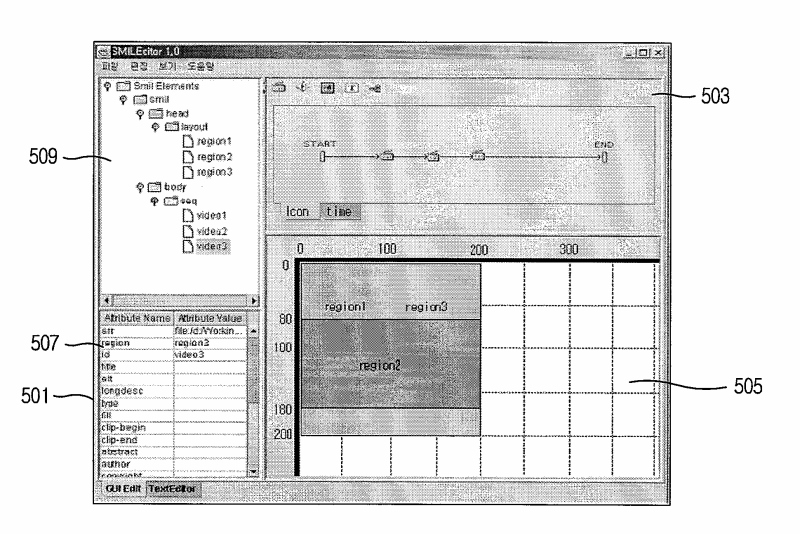 SMILEditor 1.0
파일 편집 보기 도움말
Smil Elements
smil
head
layout
region1
region2
region3
body
seq
video1
video2
video3
509
503
START
END
Icon time
0 100 200 300
0
80
100
180
200
region1 region3
region2
505
Attribute Name Attribute Value
src file:/d:/Workin...
region region3
id video3
title
alt
longdesc
type
fill
clip-begin
clip-end
abstract
author
copyright
507
501
GUI Edit TextEditor